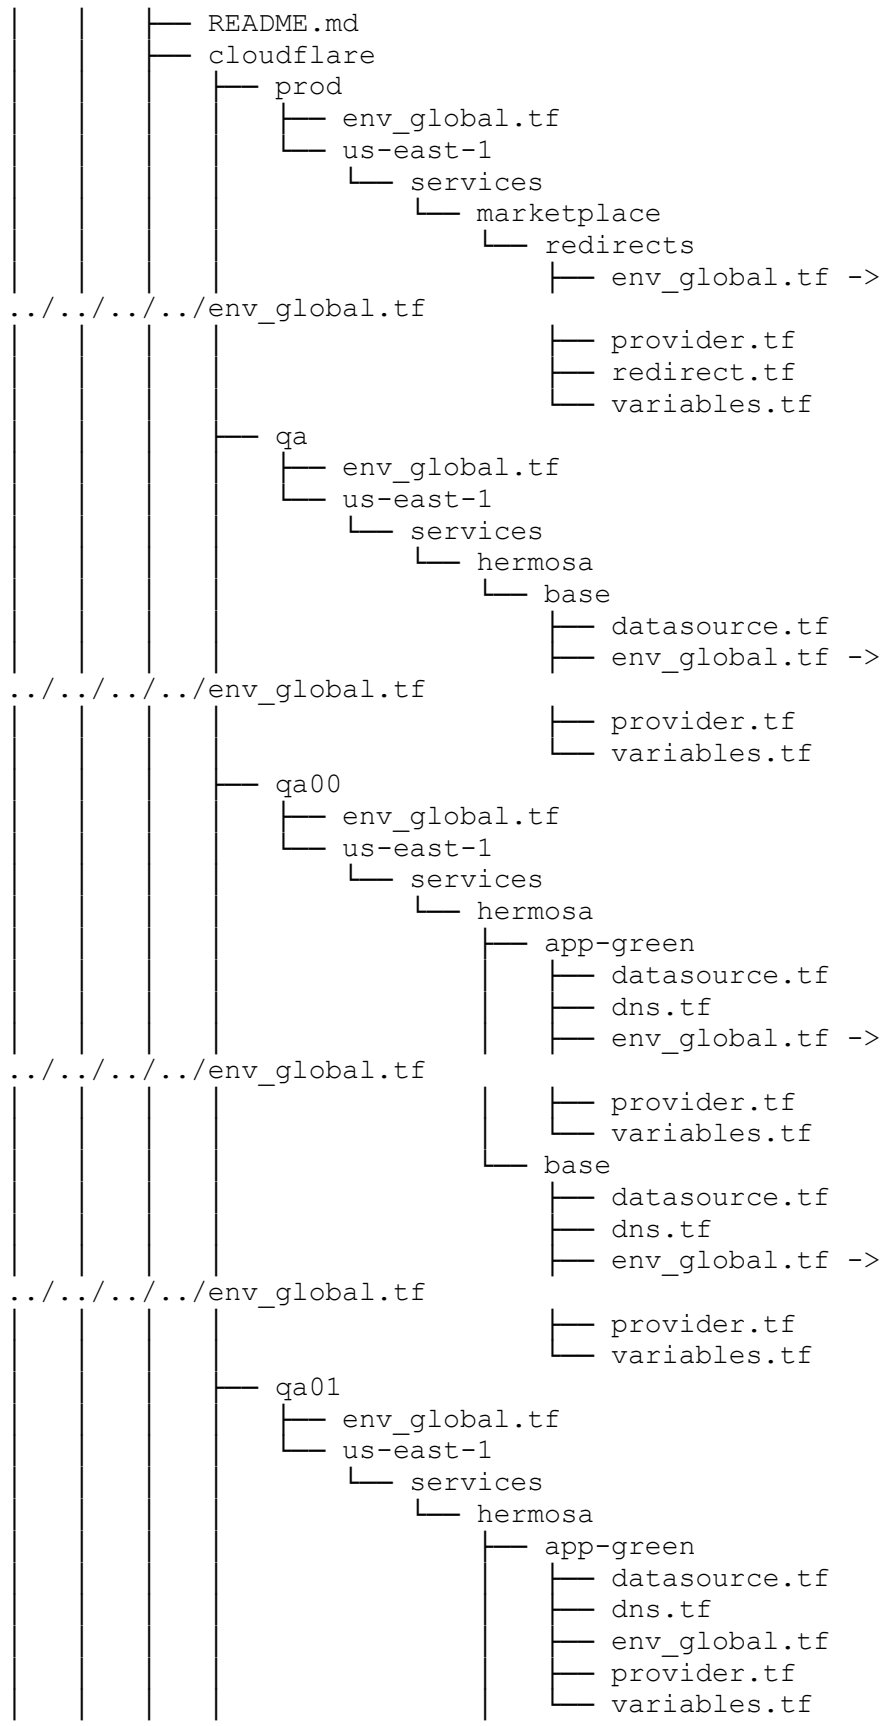 │   │   │   ├── README.md
│   │   │   ├── cloudflare
│   │   │   │   ├── prod
│   │   │   │   │   ├── env_global.tf
│   │   │   │   │   └── us-east-1
│   │   │   │   │       └── services
│   │   │   │   │           └── marketplace
│   │   │   │   │               └── redirects
│   │   │   │   │                   ├── env_global.tf ->
../../../../env_global.tf
│   │   │   │                       ├── provider.tf
│   │   │   │                       ├── redirect.tf
│   │   │   │                       └── variables.tf
│   │   │   ├── qa
│   │   │   │   ├── env_global.tf
│   │   │   │   └── us-east-1
│   │   │   │       └── services
│   │   │   │           └── hermosa
│   │   │   │               └── base
│   │   │   │                   ├── datasource.tf
│   │   │   │                   ├── env_global.tf ->
../../../../env_global.tf
│   │   │   │                   ├── provider.tf
│   │   │   │                   └── variables.tf
│   │   │   ├── qa00
│   │   │   │   ├── env_global.tf
│   │   │   │   └── us-east-1
│   │   │   │       └── services
│   │   │   │           └── hermosa
│   │   │   │               ├── app-green
│   │   │   │               │   ├── datasource.tf
│   │   │   │               │   ├── dns.tf
│   │   │   │               │   ├── env_global.tf ->
../../../../env_global.tf
│   │   │   │               │   ├── provider.tf
│   │   │   │               │   └── variables.tf
│   │   │   │               └── base
│   │   │   │                   ├── datasource.tf
│   │   │   │                   ├── dns.tf
│   │   │   │                   ├── env_global.tf ->
../../../../env_global.tf
│   │   │   │                   ├── provider.tf
│   │   │   │                   └── variables.tf
│   │   │   ├── qa01
│   │   │   │   ├── env_global.tf
│   │   │   │   └── us-east-1
│   │   │   │       └── services
│   │   │   │           └── hermosa
│   │   │   │               ├── app-green
│   │   │   │               │   ├── datasource.tf
│   │   │   │               │   ├── dns.tf
│   │   │   │               │   ├── env_global.tf
│   │   │   │               │   ├── provider.tf
│   │   │   │               │   └── variables.tf